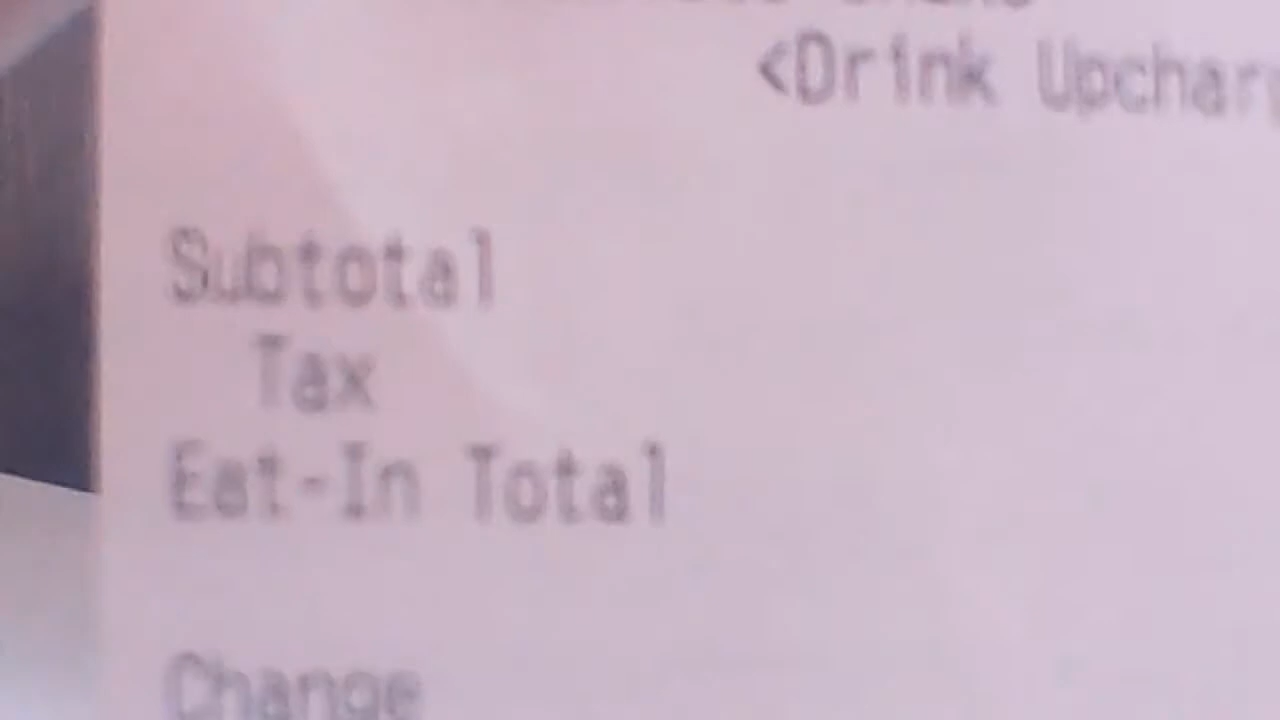 <Drink Upchar
Subtotal
Tax
Eat-In Total
Change